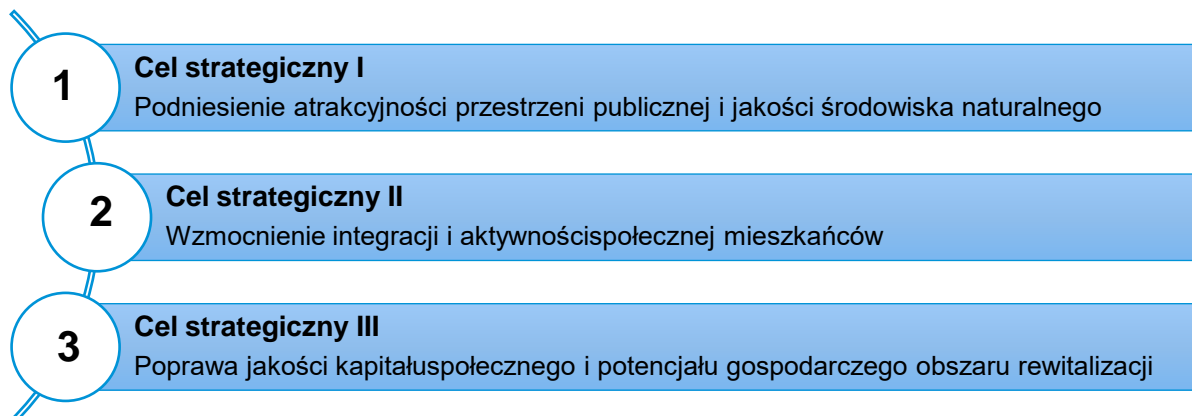 1
Cel strategiczny I
Podniesienie atrakcyjności przestrzeni publicznej i jakości środowiska naturalnego
2
Cel strategiczny II
Wzmocnienie integracji i aktywnościspołecznej mieszkańców
3
Cel strategiczny III
Poprawa jakości kapitałuspołecznego i potencjału gospodarczego obszaru rewitalizacji